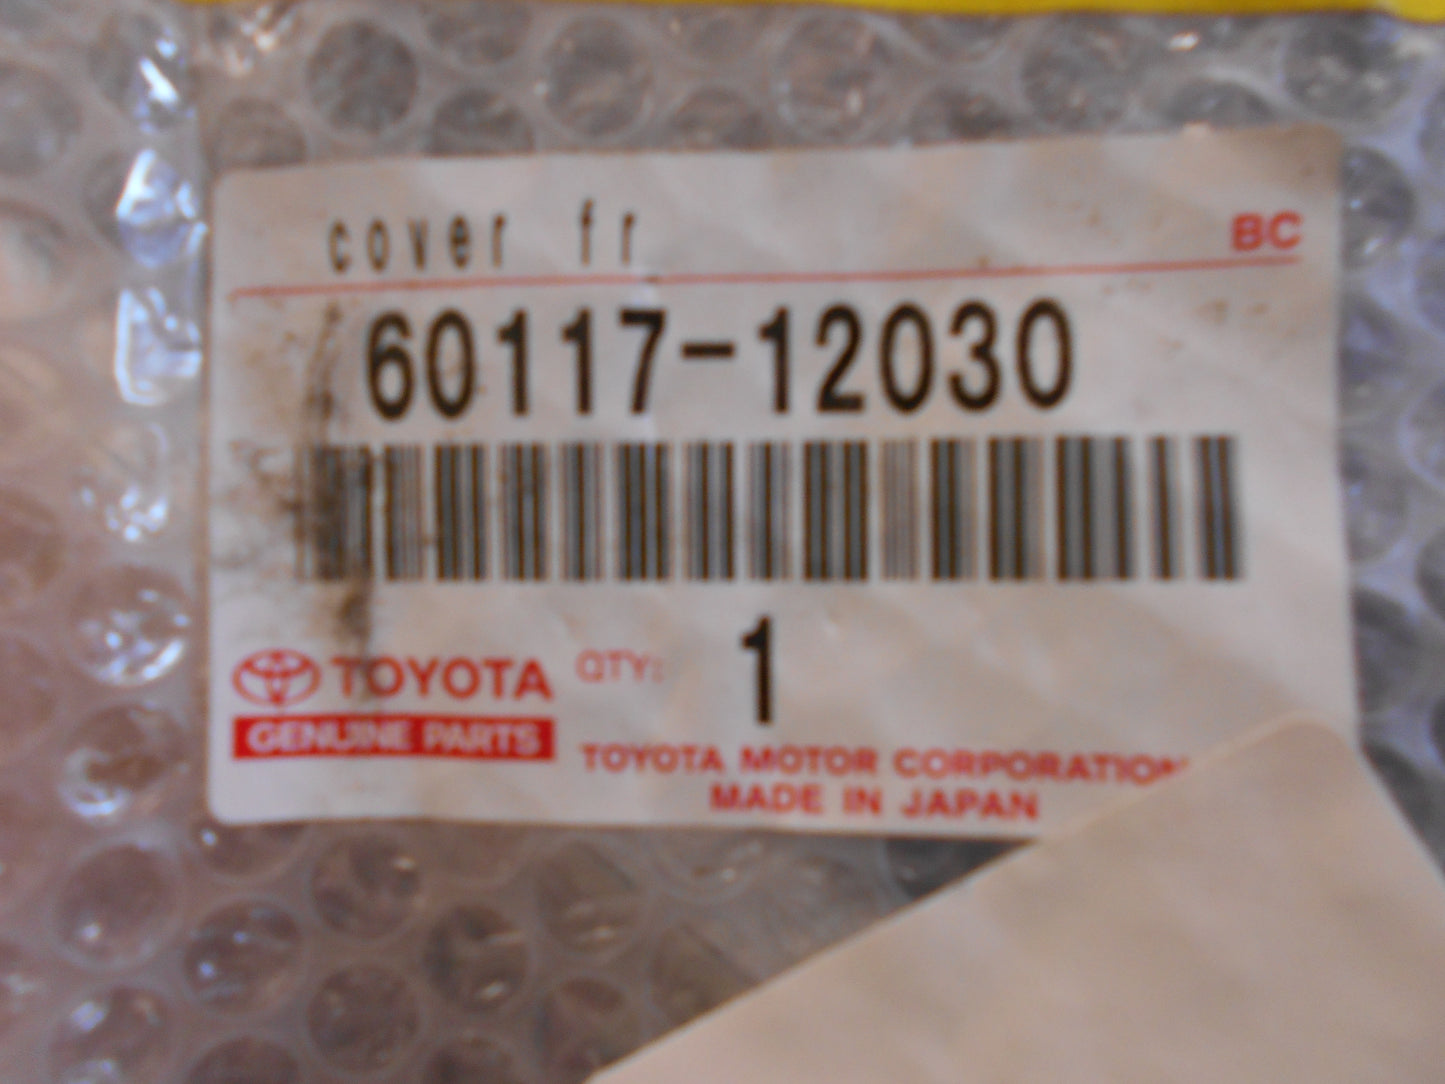 cover fr
BC
60117-12030
1
TOYOTA
QTY:
GENUINE PARTS
TOYOTA MOTOR CORPORATION
MADE IN JAPAN